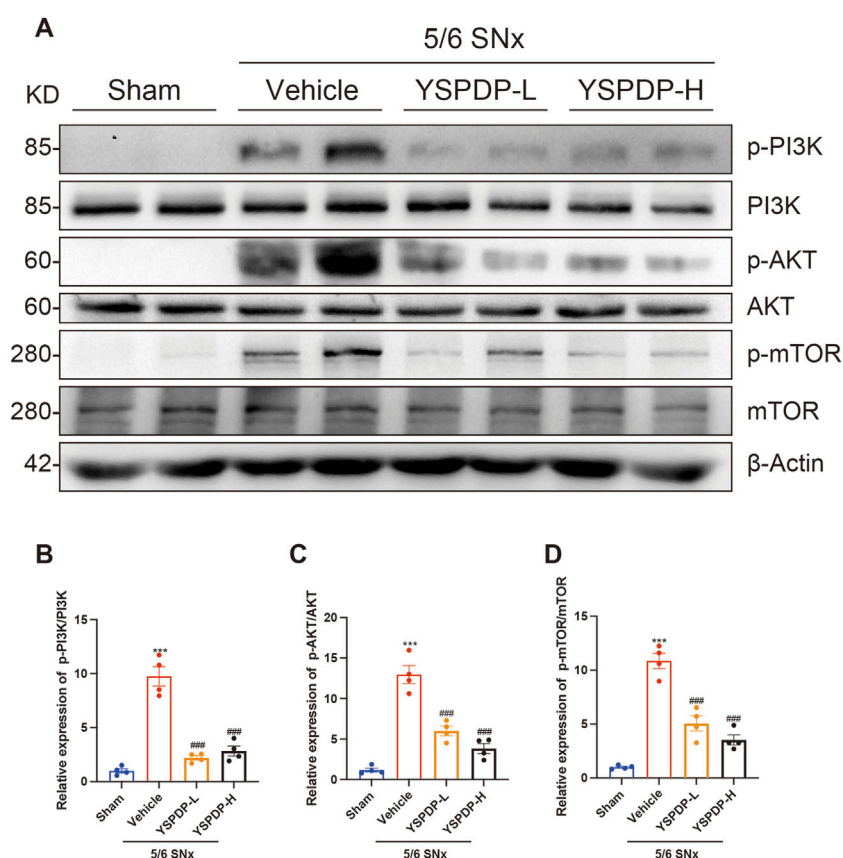 A
5/6 SNx
KD Sham Vehicle YSPDP-L YSPDP-H
85- p-PI3K
85- PI3K
60- p-AKT
60- AKT
280- p-mTOR
280- mTOR
42- β-Actin
B
Relative expression of p-PI3K/PI3K
15
10
5
0
***
###
###
Sham
Vehicle
YSPDP-L
YSPDP-H
5/6 SNx
C
Relative expression of p-AKT/AKT
20
15
10
5
0
***
###
###
Sham
Vehicle
YSPDP-L
YSPDP-H
5/6 SNx
D
Relative expression of p-mTOR/mTOR
15
10
5
0
***
###
###
Sham
Vehicle
YSPDP-L
YSPDP-H
5/6 SNx